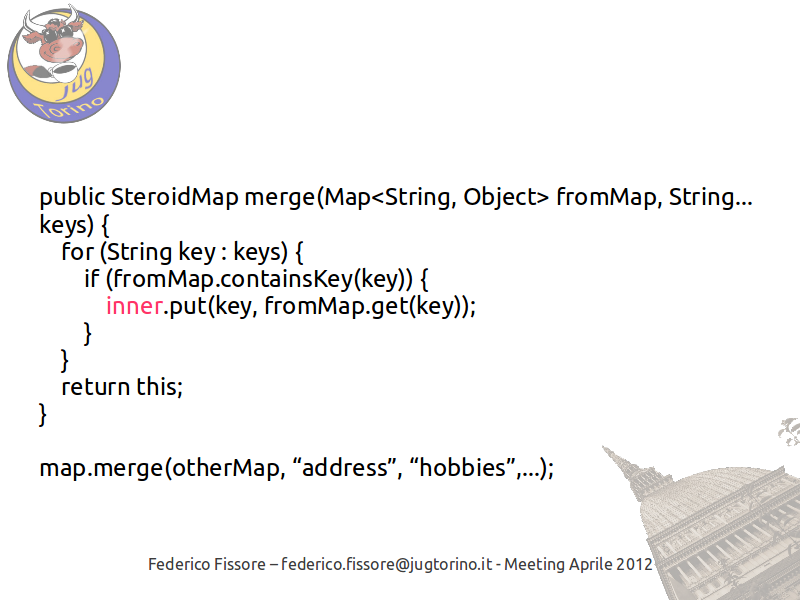 jug
Torino
public SteroidMap merge(Map<String, Object> fromMap, String...
keys) {
for (String key : keys) {
if (fromMap.containsKey(key)) {
inner.put(key, fromMap.get(key));
}
}
return this;
}
map.merge(otherMap, “address”, “hobbies”,...);
Federico Fissore – federico.fissore@jugtorino.it - Meeting Aprile 2012